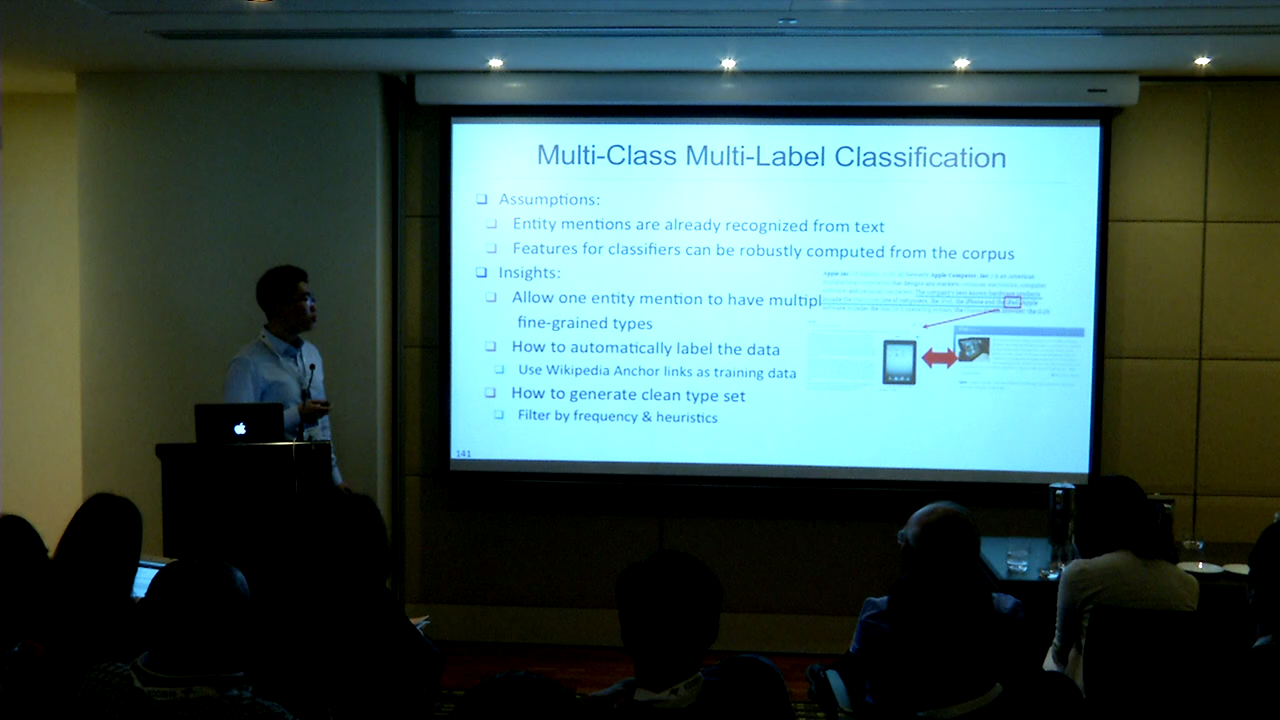 Multi-Class Multi-Label Classification
Assumptions:
Entity mentions are already recognized from text
Features for classifiers can be robustly computed from the corpus
Insights:
Allow one entity mention to have multipl
fine-grained types
How to automatically label the data
Use Wikipedia Anchor links as training data
How to generate clean type set
Filter by frequency & heuristics
141